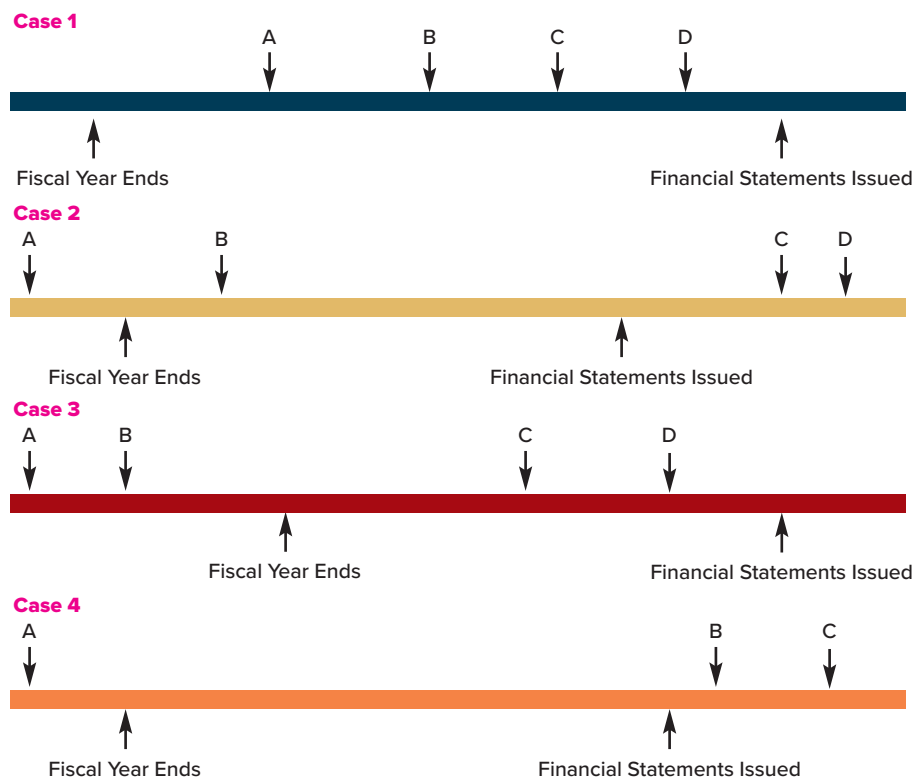 Case 1
A B C D
Fiscal Year Ends Financial Statements Issued
Case 2
A B C D
Fiscal Year Ends Financial Statements Issued
Case 3
A B C D
Fiscal Year Ends Financial Statements Issued
Case 4
A B C
Fiscal Year Ends Financial Statements Issued